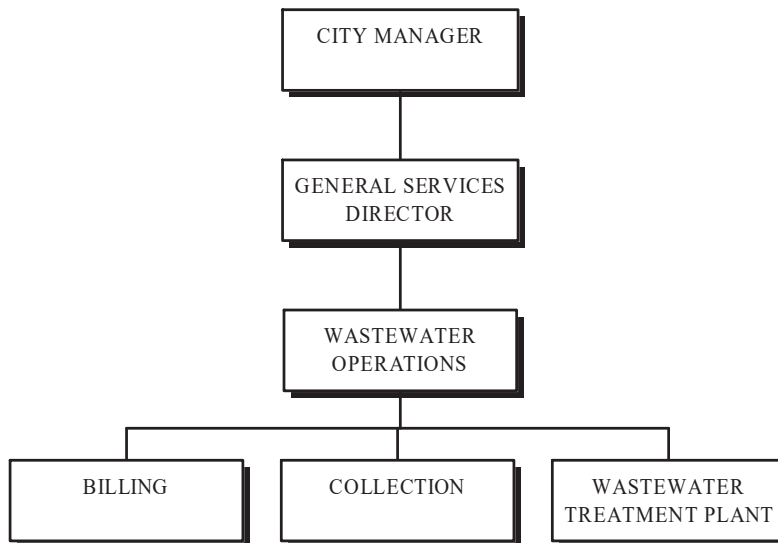 CITY MANAGER
GENERAL SERVICES
DIRECTOR
WASTEWATER
OPERATIONS
BILLING
COLLECTION
WASTEWATER
TREATMENT PLANT